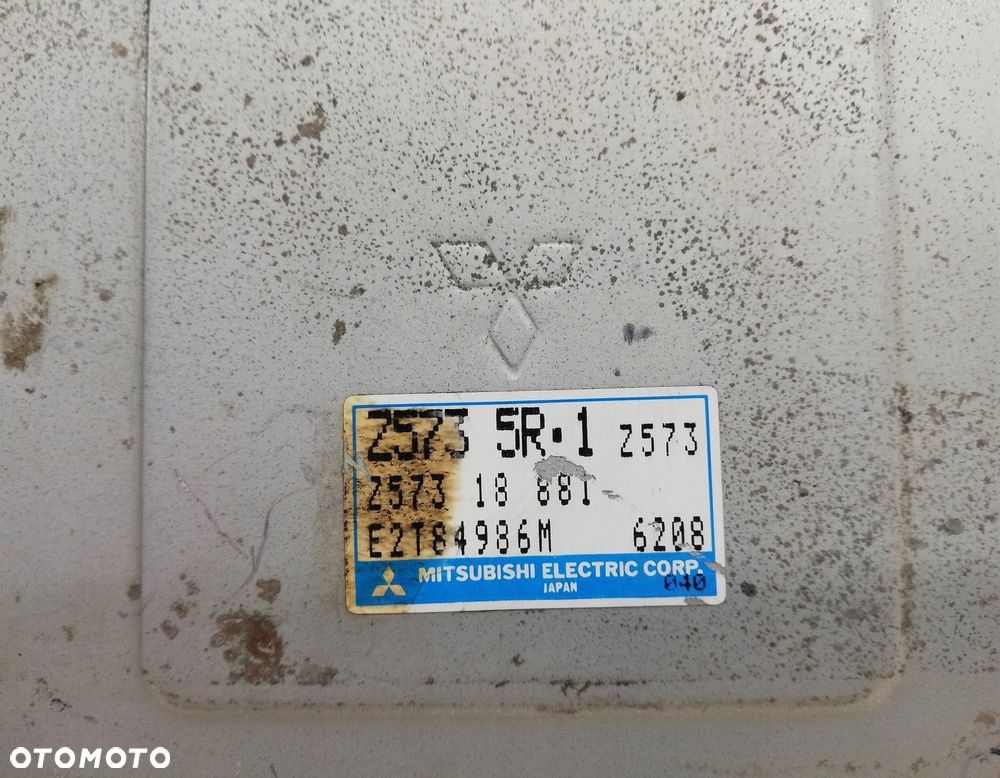 Z573 5R·1 Z573
Z573 18 881
E2T84986M 6208
MITSUBISHI ELECTRIC CORP.
JAPAN
040
OTOMOTO